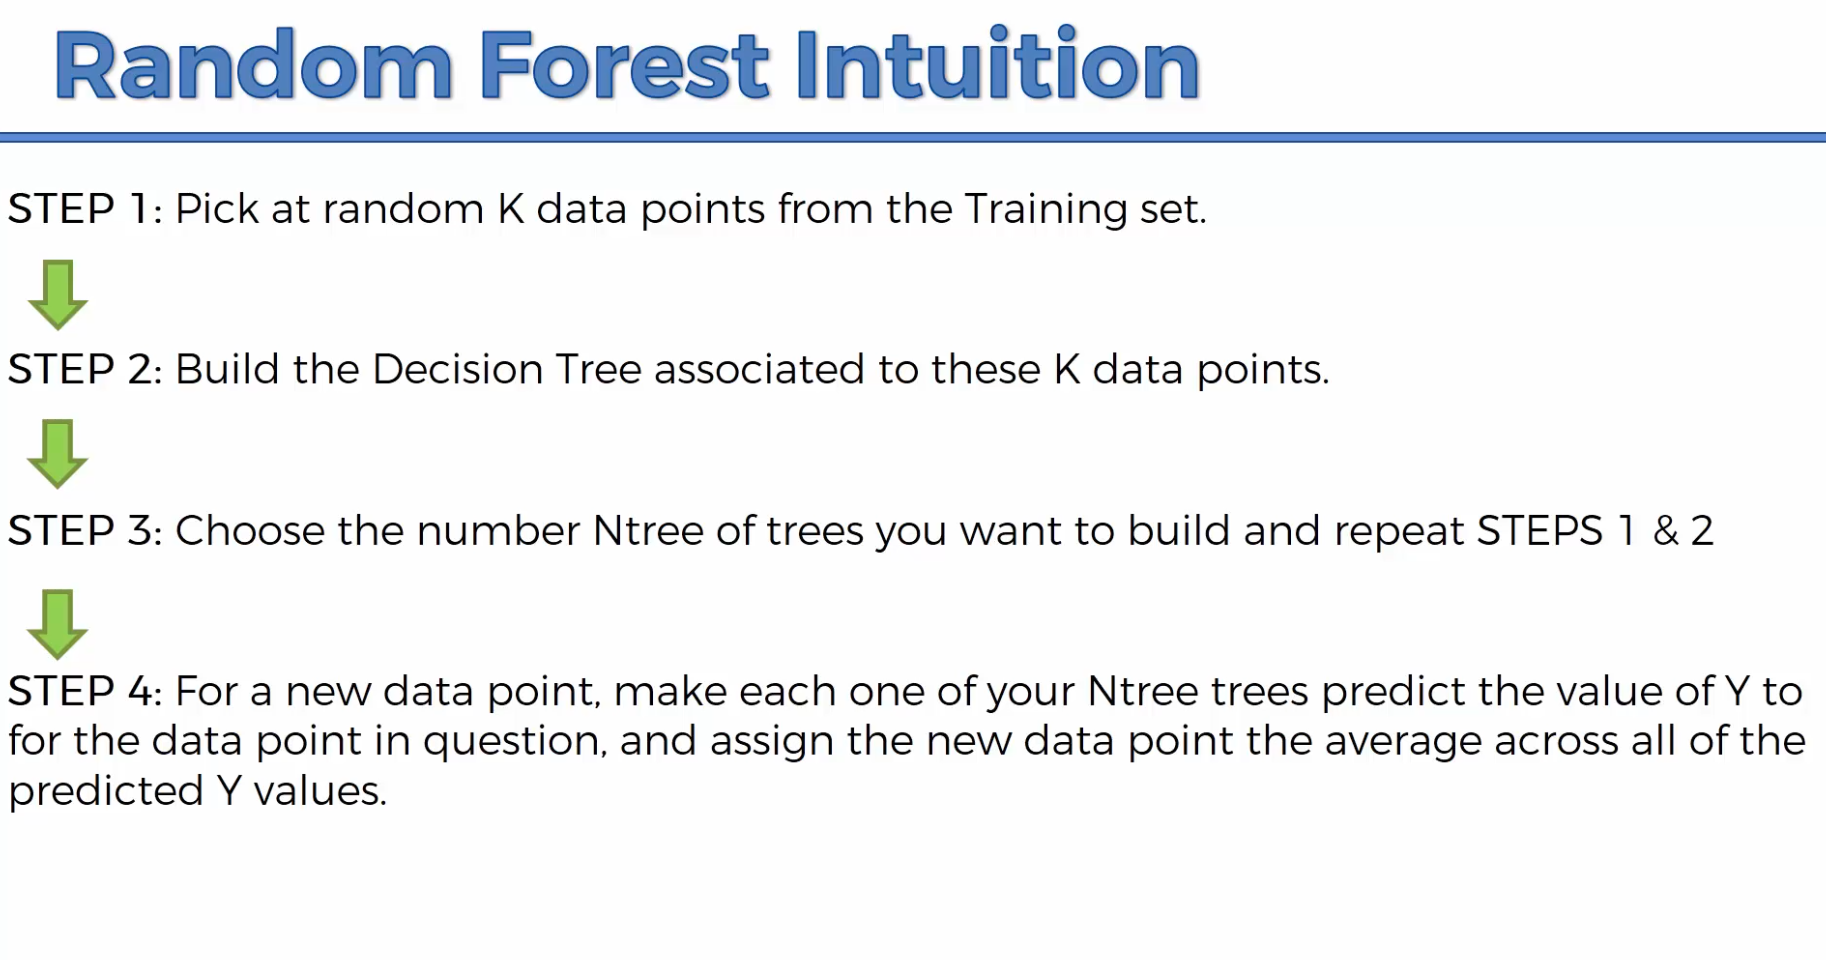 Random Forest Intuition
STEP 1: Pick at random K data points from the Training set.
STEP 2: Build the Decision Tree associated to these K data points.
STEP 3: Choose the number Ntree of trees you want to build and repeat STEPS 1 & 2
STEP 4: For a new data point, make each one of your Ntree trees predict the value of Y to
for the data point in question, and assign the new data point the average across all of the
predicted Y values.